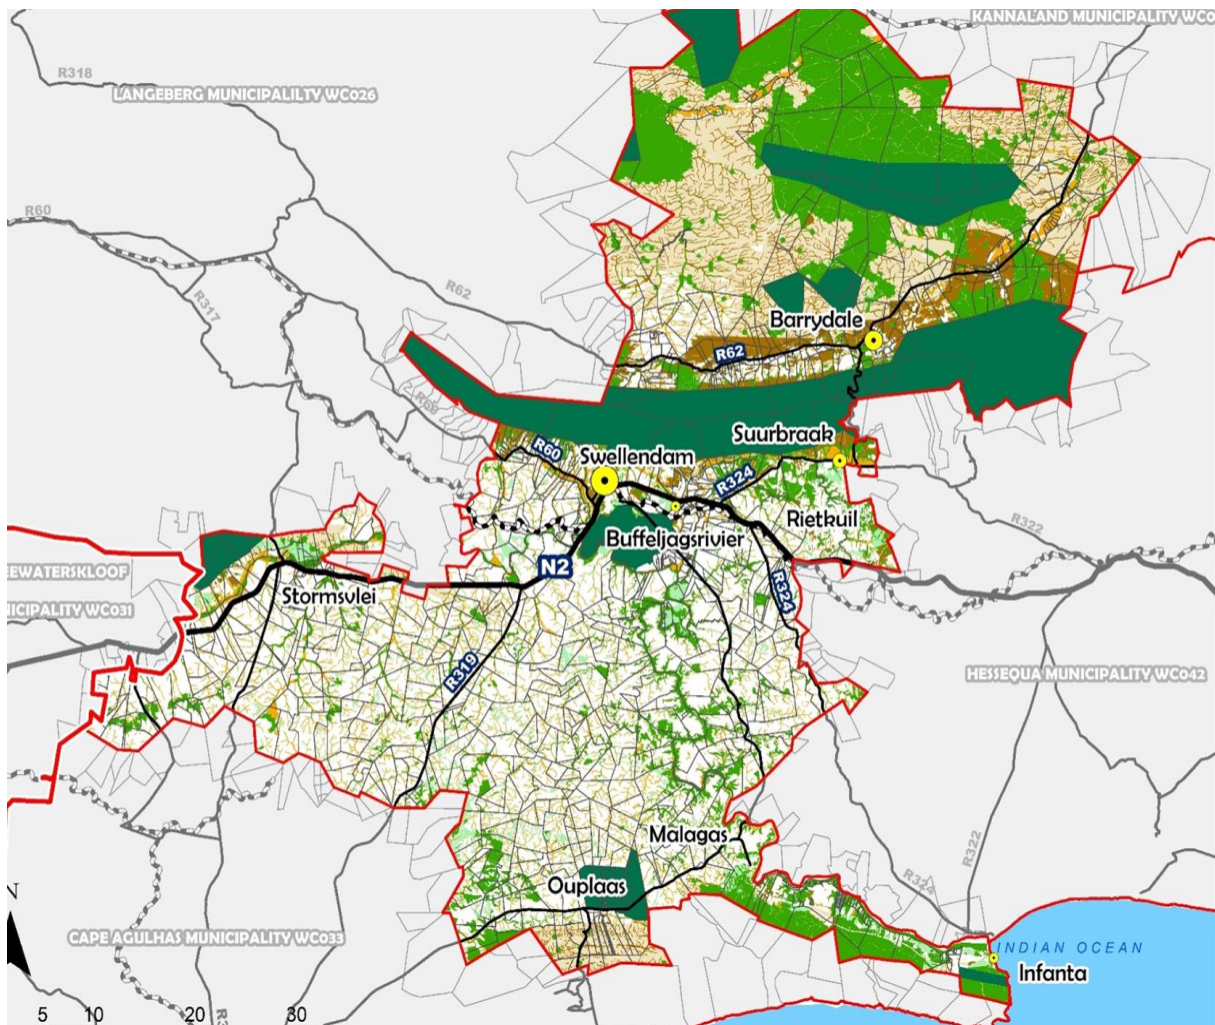 KANNALAND MUNICIPALITY WC0
R318
LANGEBERG MUNICIPALILTY WC026
R60
R62
R317
Barrydale
R62
R60
Suurbraak
R60
Swellendam
R324
Rietkuil
R322
Buffeljagsrivier
N2
EEWATERSKLOOF
Stormsvlei
R324
NICIPALITY WC031
R319
HESSEQUA MUNICIPALITY WC042
Malagas
R322
Ouplaas
R324
N
CAPE AGULHAS MUNICIPALITY WC033
INDIAN OCEAN
Infanta
5 10 20 30